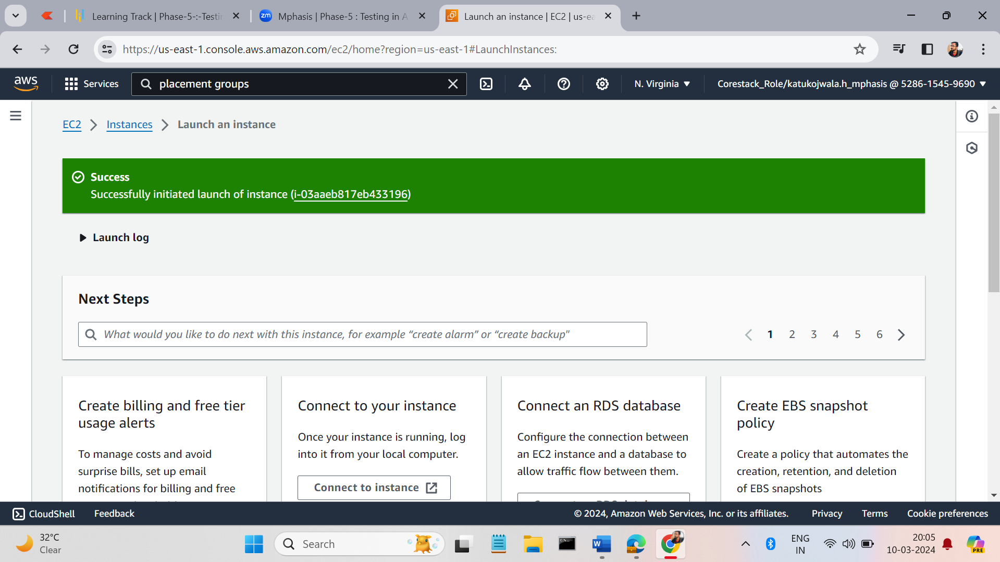 Learning Track | Phase-5-:-Testin
zm
Mphasis | Phase-5 : Testing in A
Launch an instance | EC2 | us-ea
https://us-east-1.console.aws.amazon.com/ec2/home?region=us-east-1#LaunchInstances:
aws
Services
placement groups
N. Virginia
Corestack_Role/katukojwala.h_mphasis @ 5286-1545-9690
EC2 > Instances > Launch an instance
Success
Successfully initiated launch of instance (i-03aaeb817eb433196)
Launch log
Next Steps
What would you like to do next with this instance, for example “create alarm” or “create backup"
1 2 3 4 5 6
Create billing and free tier
usage alerts
To manage costs and avoid
surprise bills, set up email
notifications for billing and free
Connect to your instance
Once your instance is running, log
into it from your local computer.
Connect to instance
Connect an RDS database
Configure the connection between
an EC2 instance and a database to
allow traffic flow between them.
Create EBS snapshot
policy
Create a policy that automates the
creation, retention, and deletion
of EBS snapshots
CloudShell
Feedback
© 2024, Amazon Web Services, Inc. or its affiliates.
Privacy
Terms
Cookie preferences
32°C
Clear
Search
W
ENG
IN
20:05
10-03-2024
PRE